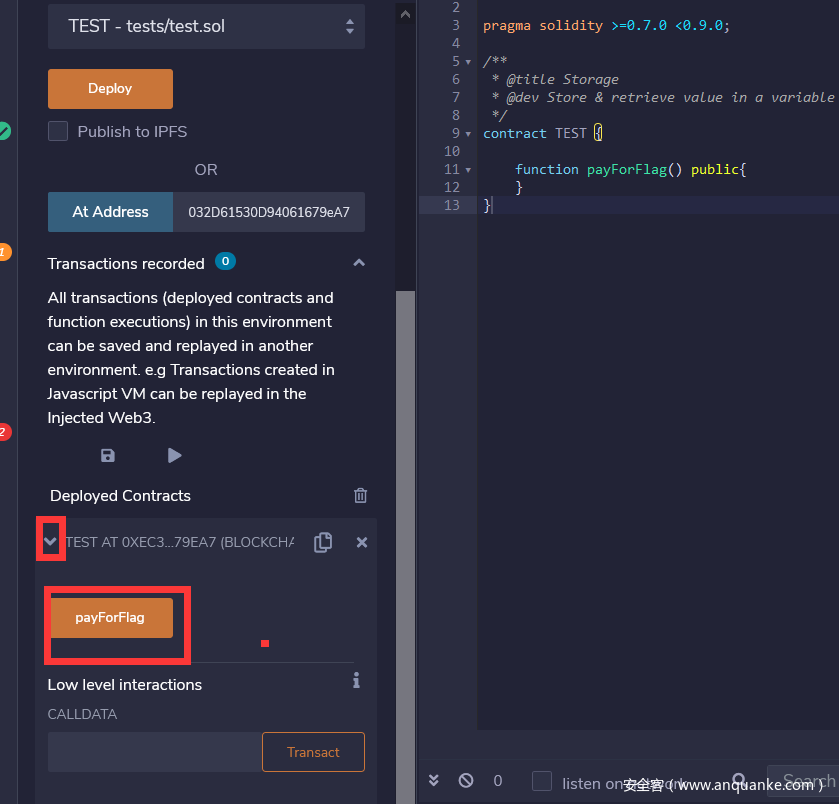 TEST - tests/test.sol
Deploy
Publish to IPFS
OR
At Address 032D61530D94061679eA7
Transactions recorded 0
All transactions (deployed contracts and
function executions) in this environment
can be saved and replayed in another
environment. e.g Transactions created in
Javascript VM can be replayed in the
Injected Web3.
Deployed Contracts
TEST AT 0XEC3...79EA7 (BLOCKCHA
payForFlag
Low level interactions
i
CALLDATA
Transact
1
2
2
3 pragma solidity >=0.7.0 <0.9.0;
4
5 /**
6 * @title Storage
7 * @dev Store & retrieve value in a variable
8 */
9 contract TEST {
10
11 function payForFlag() public{
12 }
13 }
0 listen on network Search
安全客（www.anquanke.com）